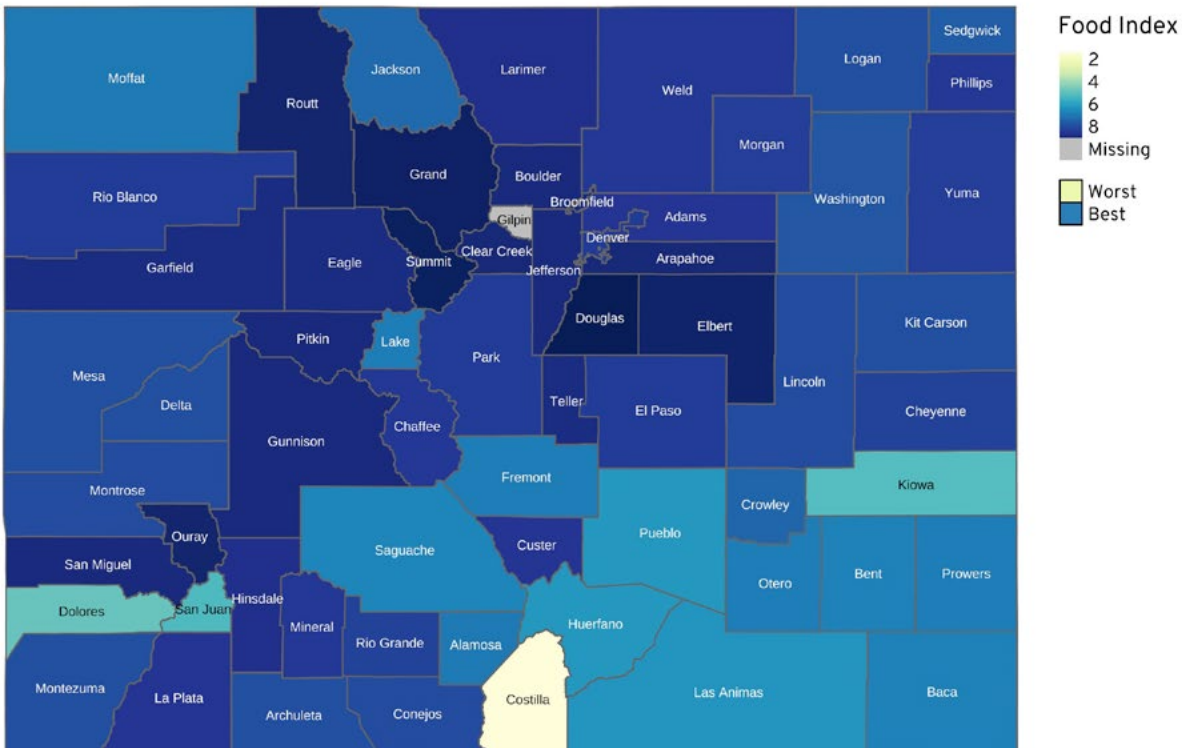 Food Index
2
4
6
8
Missing
Worst
Best
Moffat
Routt
Jackson
Larimer
Weld
Logan
Sedgwick
Phillips
Morgan
Rio Blanco
Grand
Boulder
Broomfield
Gilpin
Washington
Yuma
Adams
Denver
Garfield
Eagle
Summit
Clear Creek
Jefferson
Arapahoe
Douglas
Elbert
Kit Carson
Pitkin
Lake
Park
Mesa
Delta
Lincoln
Teller
El Paso
Cheyenne
Chaffee
Gunnison
Fremont
Kiowa
Montrose
Crowley
Ouray
Pueblo
Custer
Saguache
San Miguel
Otero
Bent
Prowers
Dolores
San Juan
Hinsdale
Mineral
Rio Grande
Alamosa
Huerfano
Montezuma
La Plata
Archuleta
Conejos
Costilla
Las Animas
Baca